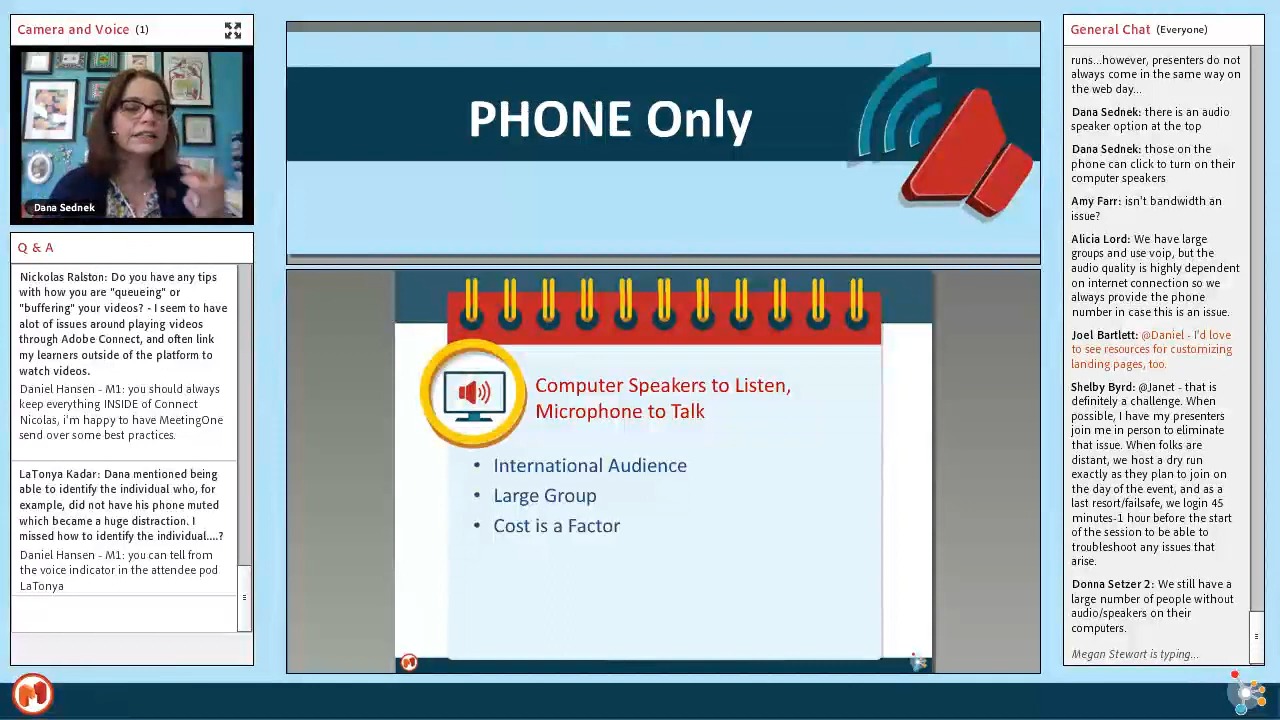 Camera and Voice (1)
Dana Sednek
Q & A
Nickolas Ralston: Do you have any tips
with how you are "queueing" or
"buffering" your videos? - I seem to have
alot of issues around playing videos
through Adobe Connect, and often link
my learners outside of the platform to
watch videos.
Daniel Hansen - M1: you should always
keep everything INSIDE of Connect
Nicolas, i'm happy to have MeetingOne
send over some best practices.
LaTonya Kadar: Dana mentioned being
able to identify the individual who, for
example, did not have his phone muted
which became a huge distraction. I
missed how to identify the individual....?
Daniel Hansen - M1: you can tell from
the voice indicator in the attendee pod
LaTonya
PHONE Only
Computer Speakers to Listen,
Microphone to Talk
• International Audience
• Large Group
• Cost is a Factor
General Chat (Everyone)
runs...however, presenters do not
always come in the same way on
the web day...
Dana Sednek: there is an audio
speaker option at the top
Dana Sednek: those on the
phone can click to turn on their
computer speakers
Amy Farr: isn't bandwidth an
issue?
Alicia Lord: We have large
groups and use voip, but the
audio quality is highly dependent
on internet connection so we
always provide the phone
number in case this is an issue.
Joel Bartlett: @Daniel - I'd love
to see resources for customizing
landing pages, too.
Shelby Byrd: @Janet - that is
definitely a challenge. When
possible, I have my presenters
join me in person to eliminate
that issue. When folks are
distant, we host a dry run
exactly as they plan to join on
the day of the event, and as a
last resort/failsafe, we login 45
minutes-1 hour before the start
of the session to be able to
troubleshoot any issues that
arise.
Donna Setzer 2: We still have a
large number of people without
audio/speakers on their
computers.
Megan Stewart is typing...